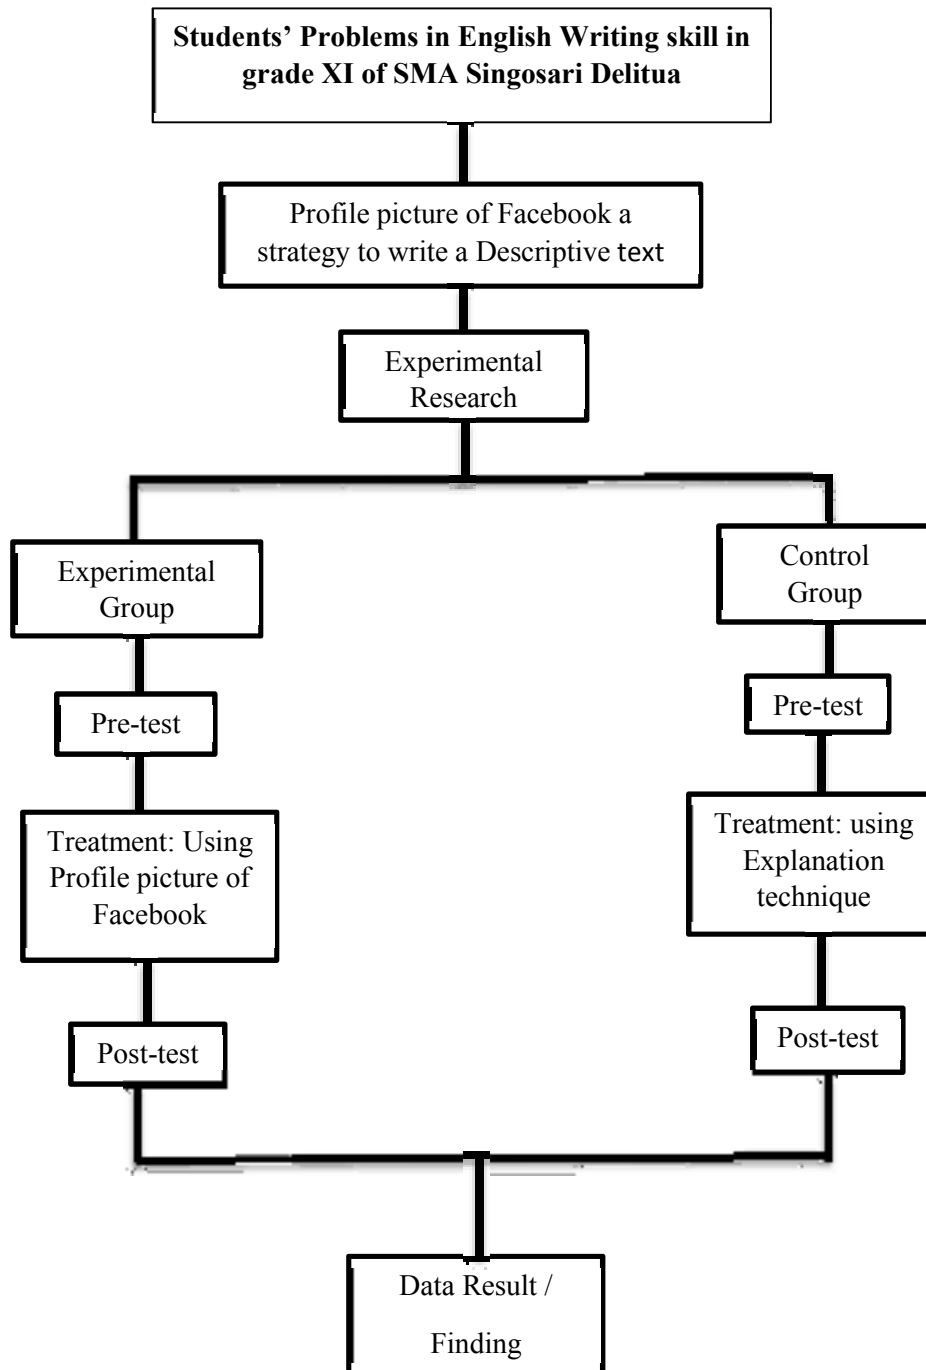 Students’ Problems in English Writing skill in
grade XI of SMA Singosari Delitua
Profile picture of Facebook a
strategy to write a Descriptive text
Experimental
Research
Experimental
Group
Control
Group
Pre-test
Pre-test
Treatment: Using
Profile picture of
Facebook
Treatment: using
Explanation
technique
Post-test
Post-test
Data Result /
Finding